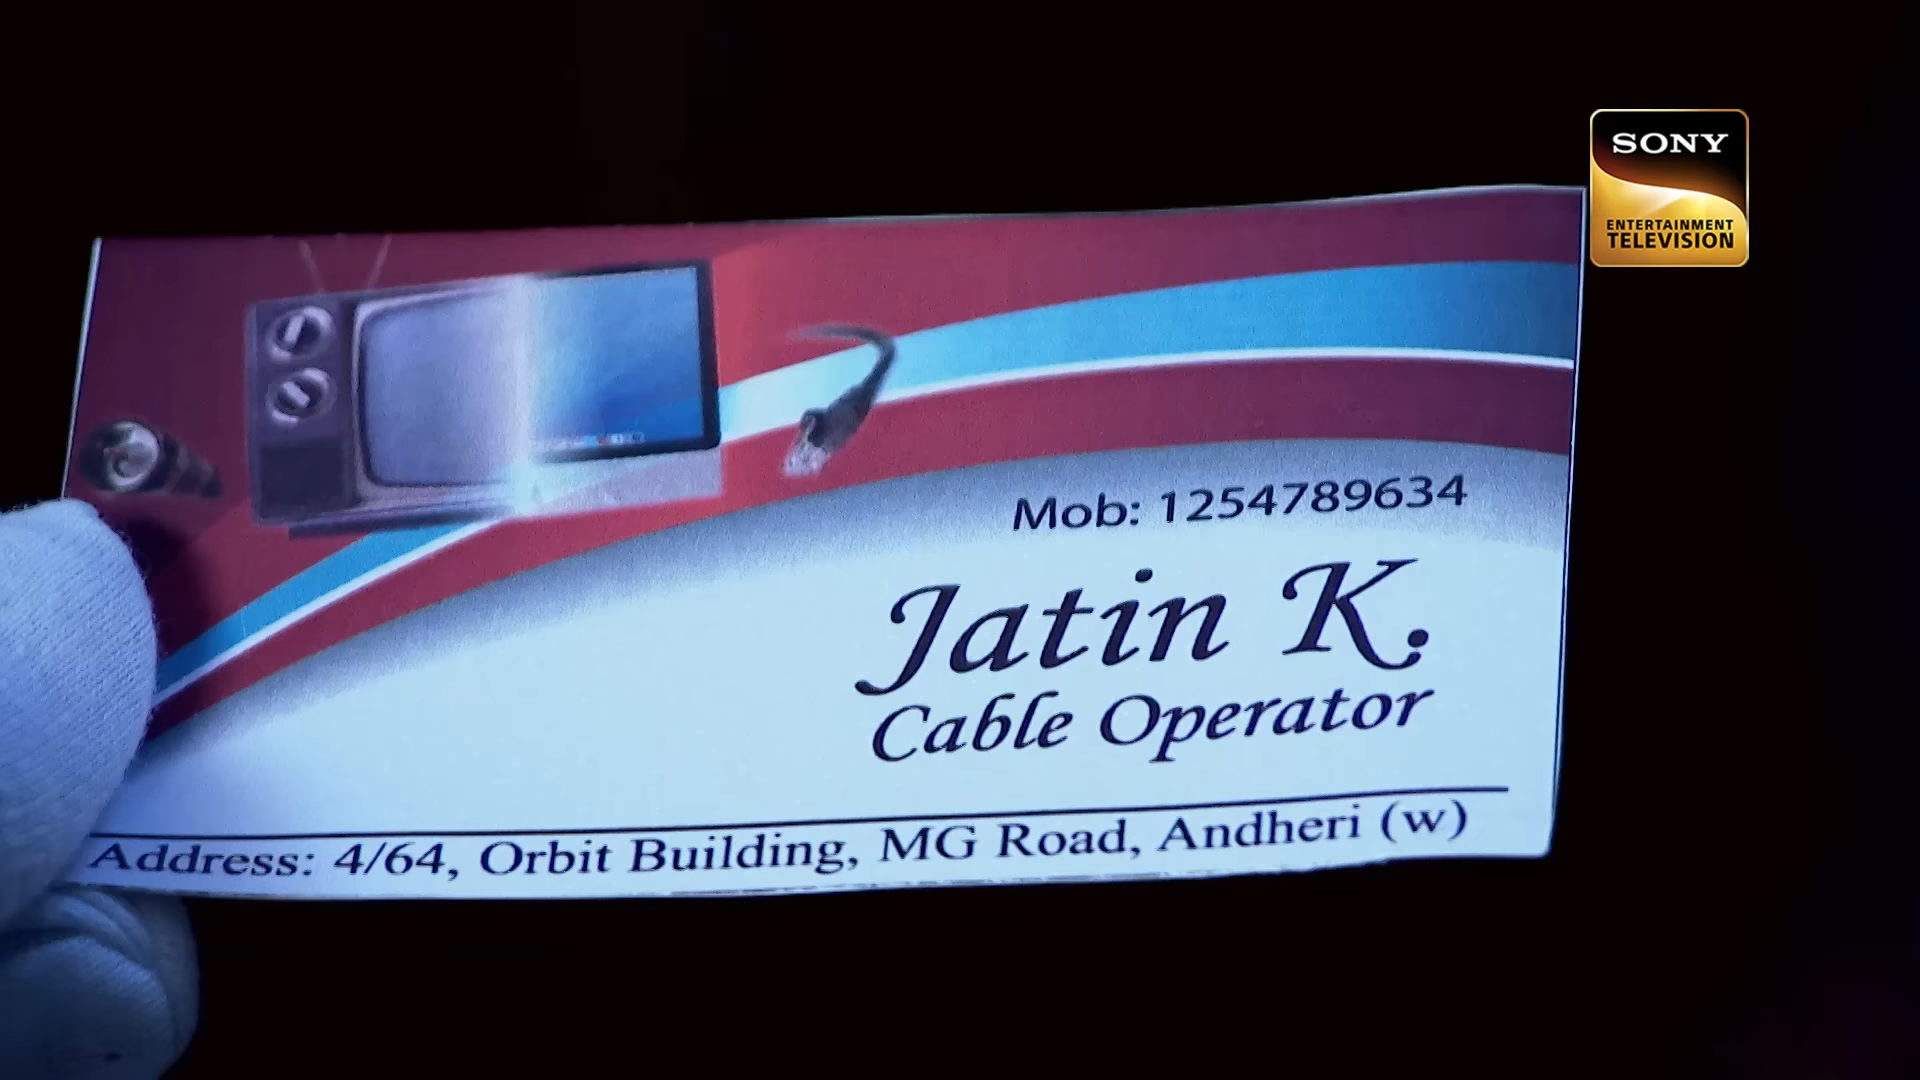 SONY
ENTERTAINMENT
TELEVISION
Mob: 1254789634
Jatin K.
Cable Operator
Address: 4/64, Orbit Building, MG Road, Andheri (w)